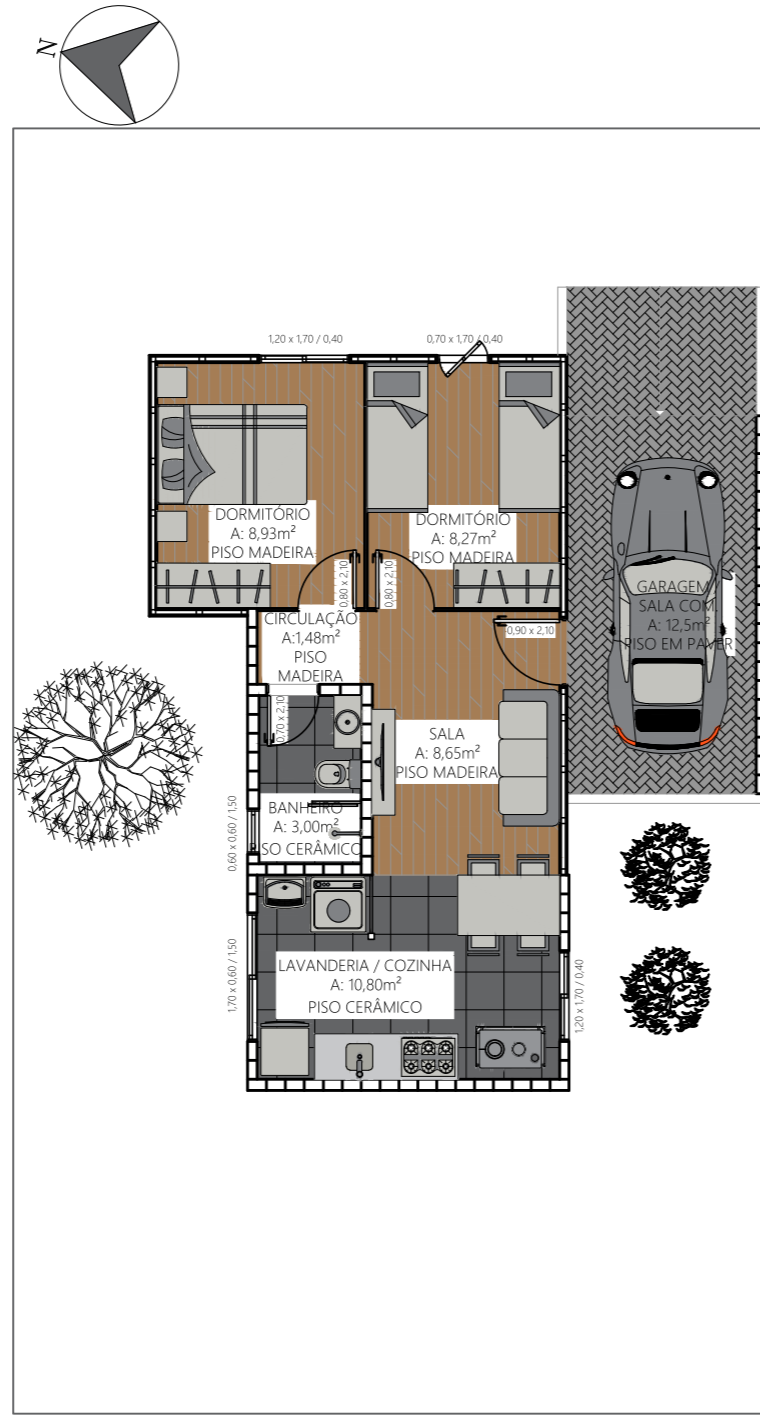 N
1,20 x 1,70 / 0,40
0,70 x 1,70 / 0,40
DORMITÓRIO
A: 8,93m²
PISO MADEIRA
DORMITÓRIO
A: 8,27m²
PISO MADEIRA
0,80 x 2,10
0,80 x 2,10
GARAGEM/
SALA COM.
A: 12,5m²
PISO EM PAVER
CIRCULAÇÃO
A:1,48m²
PISO
MADEIRA
0,90 x 2,10
0,70 x 2,10
SALA
A: 8,65m²
PISO MADEIRA
BANHEIRO
A: 3,00m²
SO CERÂMICO
0,60 x 0,60 / 1,50
LAVANDERIA / COZINHA
A: 10,80m²
PISO CERÂMICO
1,70 x 0,60 / 1,50
1,20 x 1,70 / 0,40